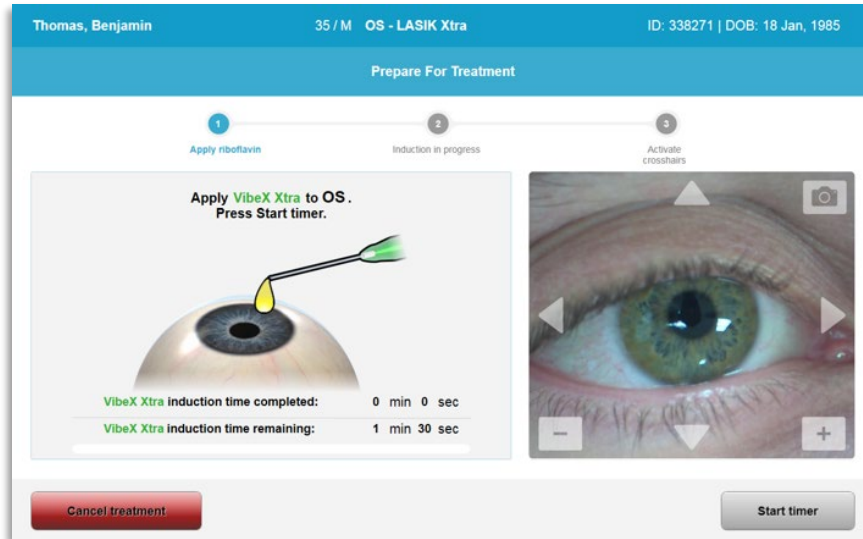 Thomas, Benjamin 35 / M OS - LASIK Xtra ID: 338271 | DOB: 18 Jan, 1985
Prepare For Treatment
1 2 3
Apply riboflavin Induction in progress Activate
crosshairs
Apply VibeX Xtra to OS.
Press Start timer.
VibeX Xtra induction time completed: 0 min 0 sec
VibeX Xtra induction time remaining: 1 min 30 sec
− +
Cancel treatment Start timer